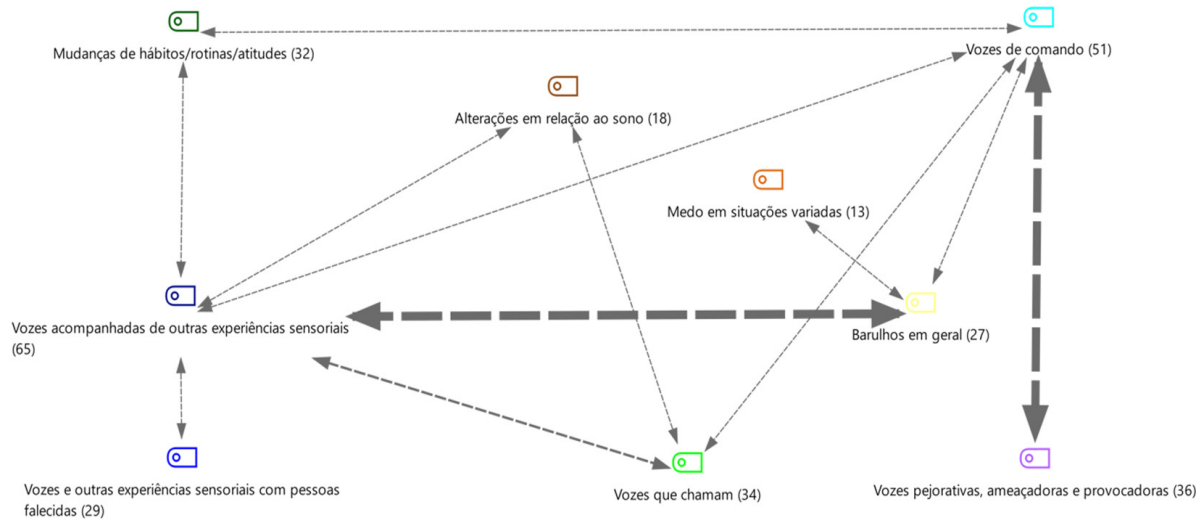 Mudanças de hábitos/rotinas/atitudes (32)
Vozes de comando (51)
Alterações em relação ao sono (18)
Medo em situações variadas (13)
Vozes acompanhadas de outras experiências sensoriais
(65)
Barulhos em geral (27)
Vozes e outras experiências sensoriais com pessoas
falecidas (29)
Vozes que chamam (34)
Vozes pejorativas, ameaçadoras e provocadoras (36)